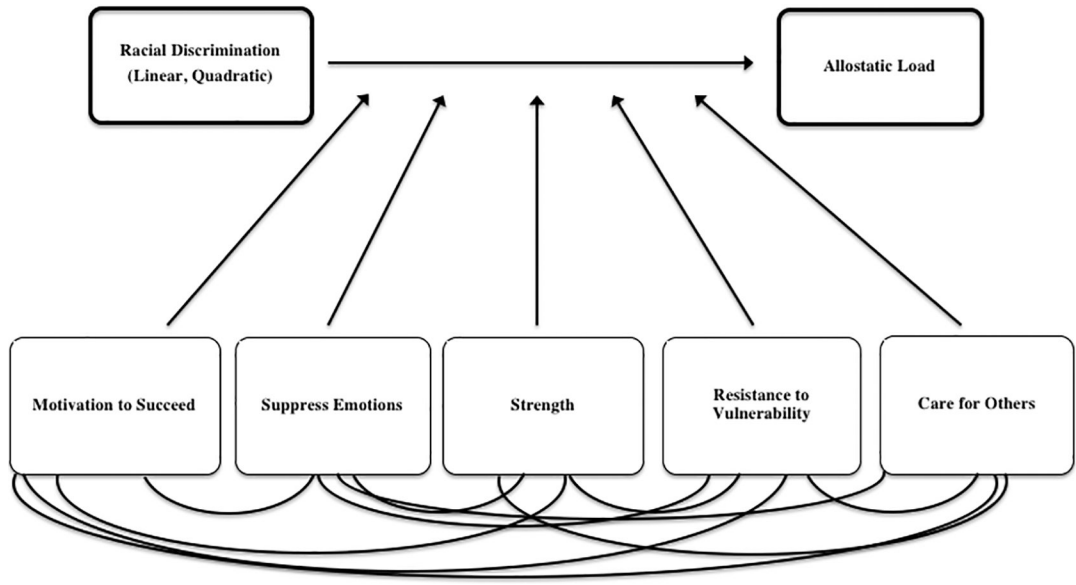 Racial Discrimination
(Linear, Quadratic)
Allostatic Load
Motivation to Succeed
Suppress Emotions
Strength
Resistance to
Vulnerability
Care for Others